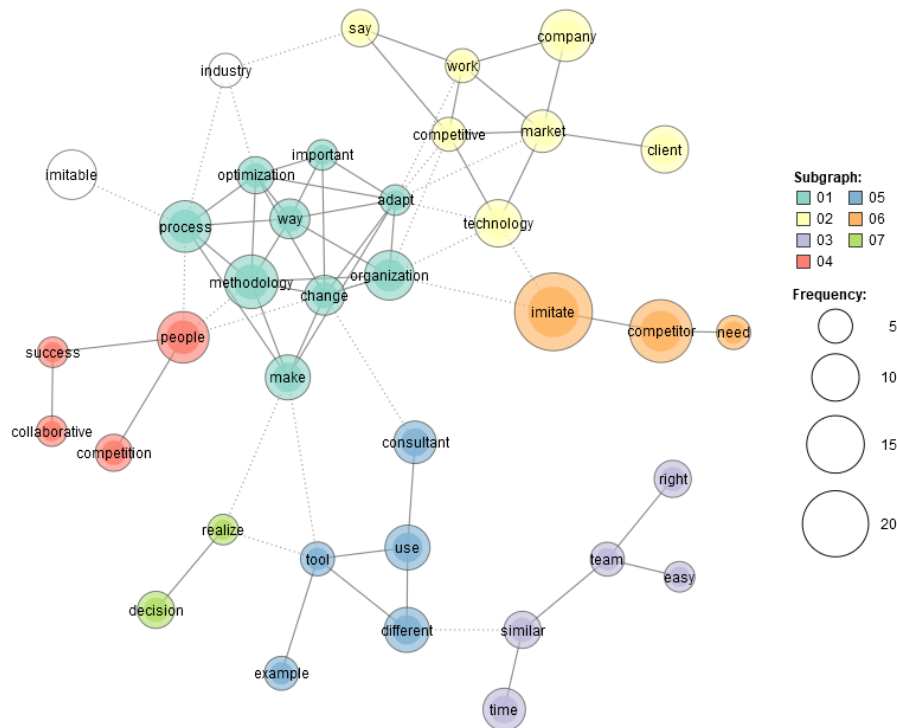 say
company
work
industry
competitive
market
client
important
optimization
imitable
adapt
way
process
technology
methodology
organization
change
imitate
competitor
need
people
success
make
collaborative
competition
consultant
right
realize
tool
use
team
easy
decision
different
similar
example
time
Subgraph:
01 05
02 06
03 07
04
Frequency:
5
10
15
20